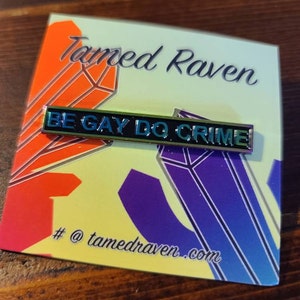 Tamed Raven
BE GAY DO CRIME
# @ tamedraven .com